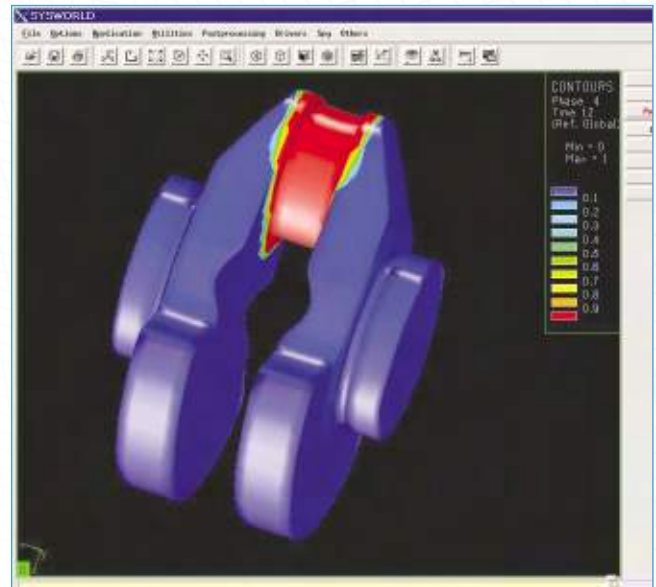 SYSWORLD
File Options Application Utilities Postprocessing Drivers Spy Others
CONTOURS
Phase 4
Time 12
(Ref. Global)
Min = 0
Max = 1
0.1
0.2
0.3
0.4
0.5
0.6
0.7
0.8
0.9